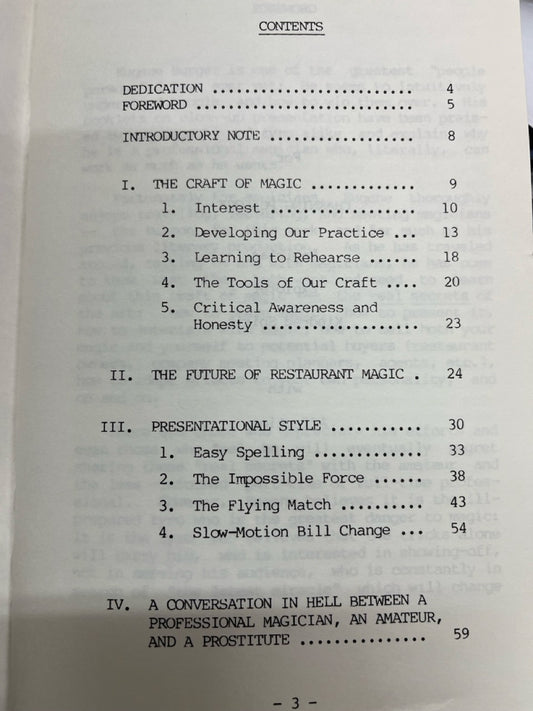 CONTENTS
DEDICATION ........................ 4
FOREWORD .......................... 5
INTRODUCTORY NOTE ................. 8
I. THE CRAFT OF MAGIC ............. 9
1. Interest .................. 10
2. Developing Our Practice ... 13
3. Learning to Rehearse ...... 18
4. The Tools of Our Craft .... 20
5. Critical Awareness and
Honesty ................... 23
II. THE FUTURE OF RESTAURANT MAGIC . 24
III. PRESENTATIONAL STYLE ........... 30
1. Easy Spelling ............. 33
2. The Impossible Force ...... 38
3. The Flying Match .......... 43
4. Slow-Motion Bill Change ... 54
IV. A CONVERSATION IN HELL BETWEEN A
PROFESSIONAL MAGICIAN, AN AMATEUR,
AND A PROSTITUTE ............... 59
- 3 -